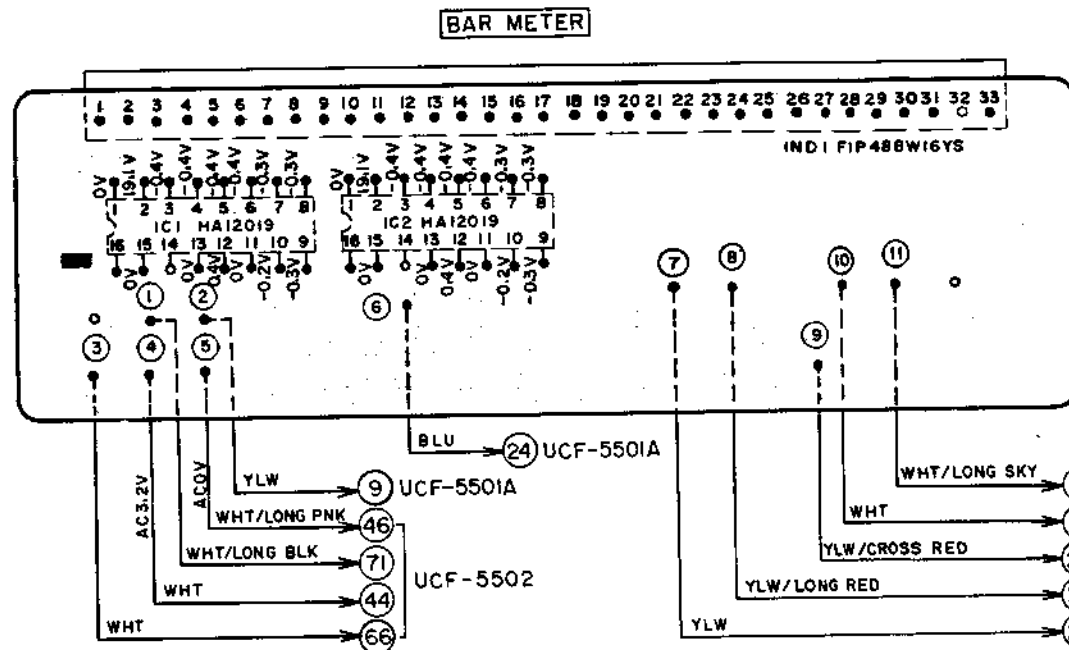 BAR METER
1 2 3 4 5 6 7 8 9 10 11 12 13 14 15 16 17 18 19 20 21 22 23 24 25 26 27 28 29 30 31 32 33
IND1 FIP48BW16YS
0V 19.1V -0.4V -0.4V -0.4V -0.4V -0.3V -0.3V
0V 19.1V -0.4V -0.4V -0.4V -0.4V -0.3V -0.3V
1 2 3 4 5 6 7 8
IC1 HA12019
16 15 14 13 12 11 10 9
1 2 3 4 5 6 7 8
IC2 HA12019
16 15 14 13 12 11 10 9
0V 0V 0.4V 0V -0.2V -0.3V
0V 0V 0.4V 0V -0.2V -0.3V
1 2 6 7 8 10 11
3 4 5 9
BLU 24 UCF-5501A
AC3.2V AC0V YLW 9 UCF-5501A
WHT/LONG SKY
WHT/LONG PNK 46
WHT
WHT/LONG BLK 71
YLW/CROSS RED
UCF-5502
WHT 44
YLW/LONG RED
WHT 66
YLW